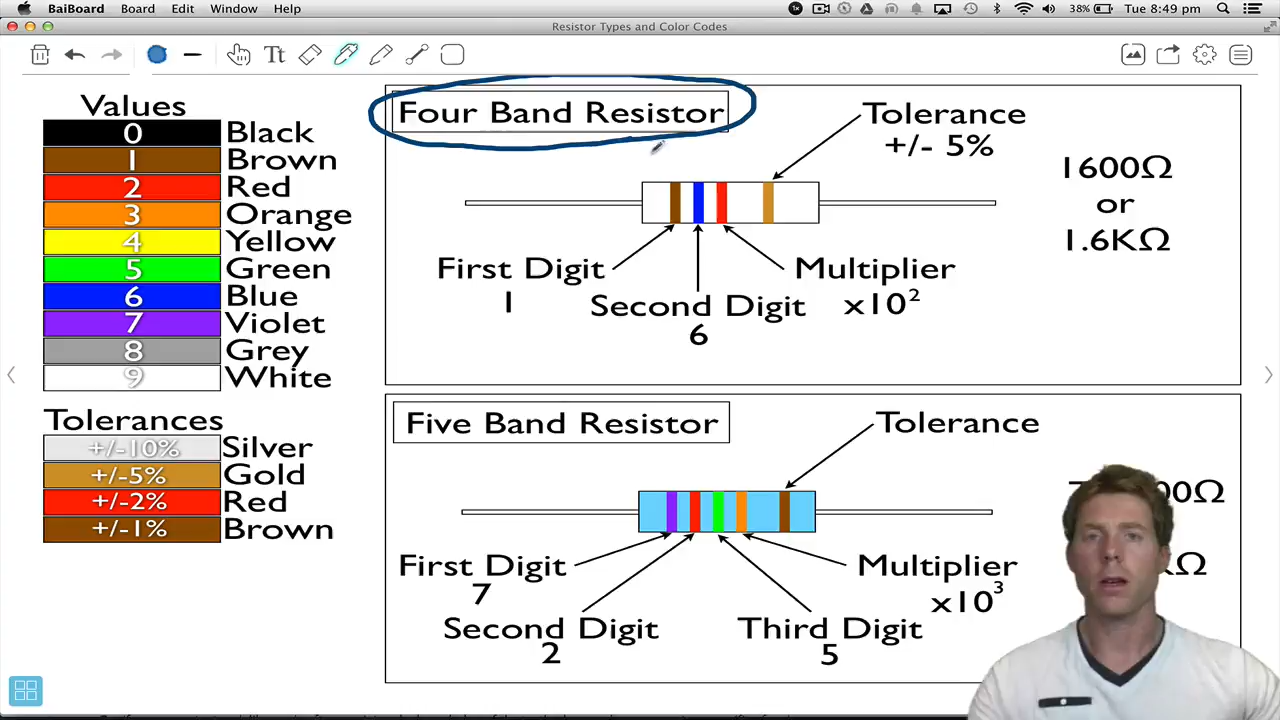 BaiBoard Board Edit Window Help
38% Tue 8:49 pm
Resistor Types and Color Codes
Tt
Values
0 Black
1 Brown
2 Red
3 Orange
4 Yellow
5 Green
6 Blue
7 Violet
8 Grey
9 White
Tolerances
+/-10% Silver
+/-5% Gold
+/-2% Red
+/-1% Brown
Four Band Resistor
Tolerance
+/- 5%
1600Ω
or
1.6KΩ
First Digit
1
Second Digit
6
Multiplier
x10²
Five Band Resistor
Tolerance
First Digit
7
Second Digit
2
Third Digit
5
Multiplier
x10³